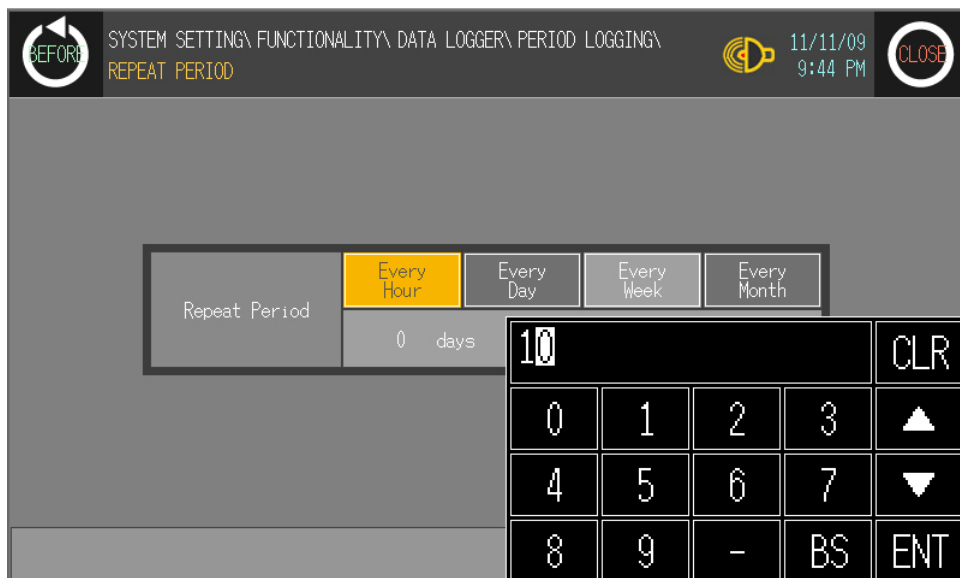 BEFORE
SYSTEM SETTING\ FUNCTIONALITY\ DATA LOGGER\ PERIOD LOGGING\
REPEAT PERIOD
11/11/09
9:44 PM
CLOSE
Repeat Period
Every
Hour
Every
Day
Every
Week
Every
Month
0 days
10
CLR
0 1 2 3 ▲
4 5 6 7 ▼
8 9 - BS ENT